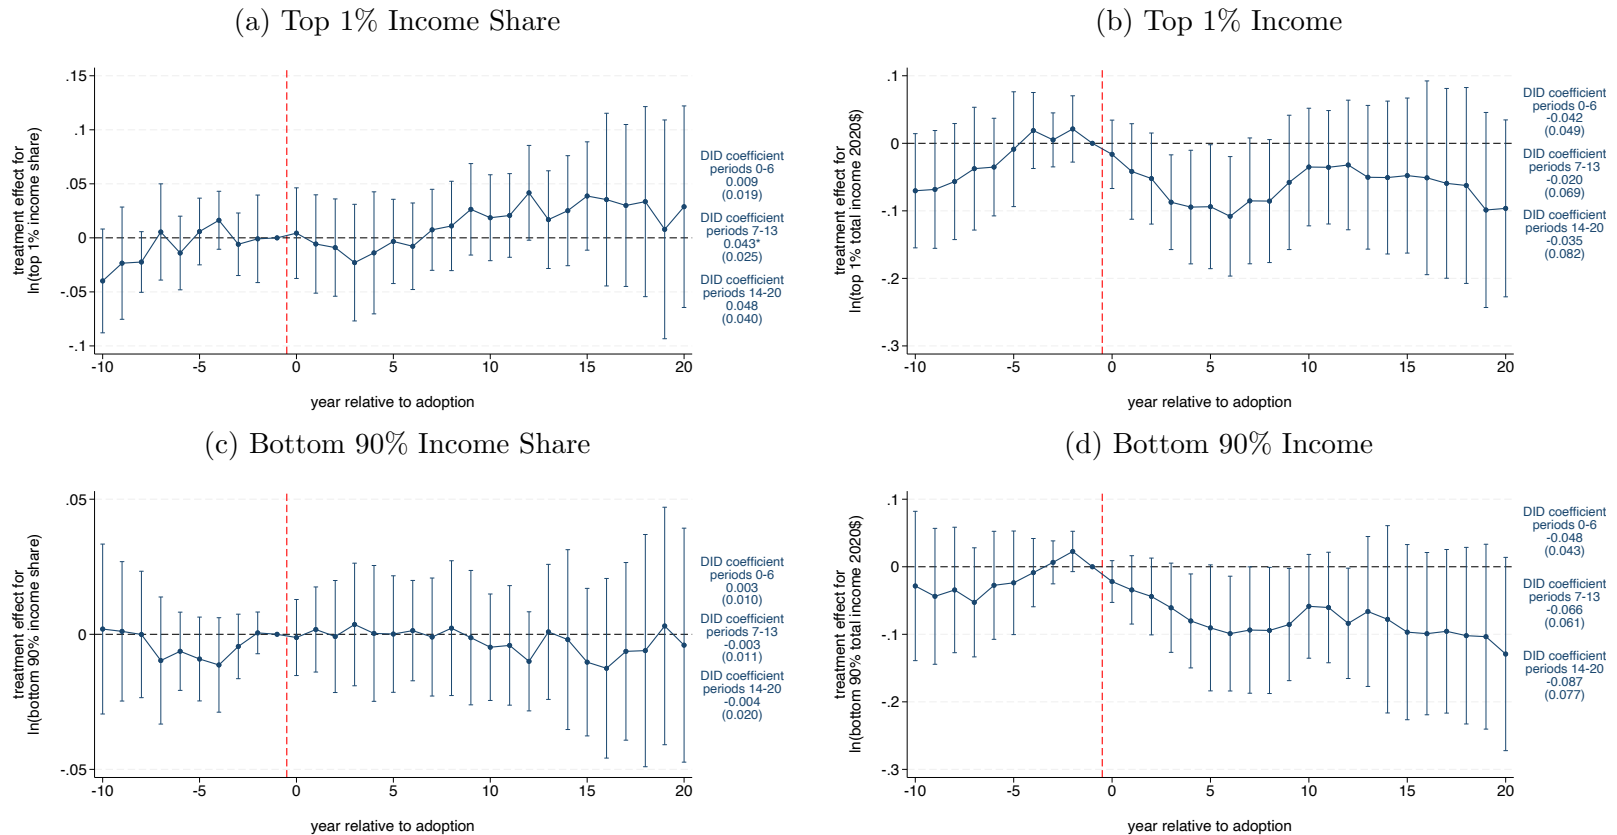 (a) Top 1% Income Share
treatment effect for
ln(top 1% income share)
.15
.1
.05
0
-.05
-.1
-10
-5
0
5
10
15
20
year relative to adoption
DID coefficient
periods 0-6
0.009
(0.019)
DID coefficient
periods 7-13
0.043*
(0.025)
DID coefficient
periods 14-20
0.048
(0.040)
(b) Top 1% Income
treatment effect for
ln(top 1% total income 2020$)
.1
0
-.1
-.2
-.3
-10
-5
0
5
10
15
20
year relative to adoption
DID coefficient
periods 0-6
-0.042
(0.049)
DID coefficient
periods 7-13
-0.020
(0.069)
DID coefficient
periods 14-20
-0.035
(0.082)
(c) Bottom 90% Income Share
treatment effect for
ln(bottom 90% income share)
.05
0
-.05
-10
-5
0
5
10
15
20
year relative to adoption
DID coefficient
periods 0-6
0.003
(0.010)
DID coefficient
periods 7-13
-0.003
(0.011)
DID coefficient
periods 14-20
-0.004
(0.020)
(d) Bottom 90% Income
treatment effect for
ln(bottom 90% total income 2020$)
.1
0
-.1
-.2
-.3
-10
-5
0
5
10
15
20
year relative to adoption
DID coefficient
periods 0-6
-0.048
(0.043)
DID coefficient
periods 7-13
-0.066
(0.061)
DID coefficient
periods 14-20
-0.087
(0.077)